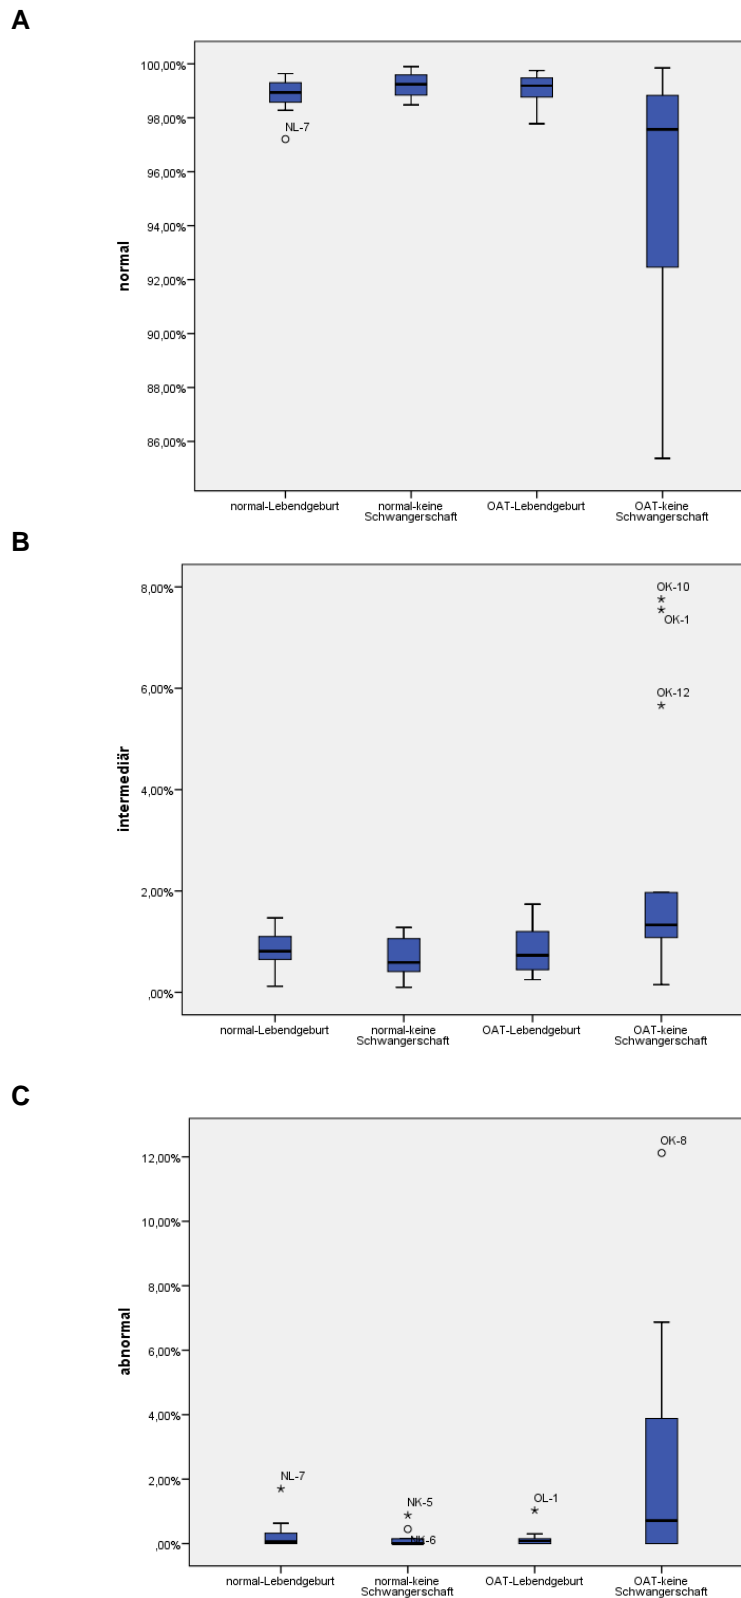 A
100,00%
98,00%
96,00%
94,00%
92,00%
90,00%
88,00%
86,00%
normal
NL-7
normal-Lebendgeburt
normal-keine
Schwangerschaft
OAT-Lebendgeburt
OAT-keine
Schwangerschaft
B
8,00%
6,00%
4,00%
2,00%
,00%
intermediär
OK-10
OK-1
OK-12
normal-Lebendgeburt
normal-keine
Schwangerschaft
OAT-Lebendgeburt
OAT-keine
Schwangerschaft
C
12,00%
10,00%
8,00%
6,00%
4,00%
2,00%
,00%
abnormal
OK-8
NL-7
NK-5
NK-6
OL-1
normal-Lebendgeburt
normal-keine
Schwangerschaft
OAT-Lebendgeburt
OAT-keine
Schwangerschaft